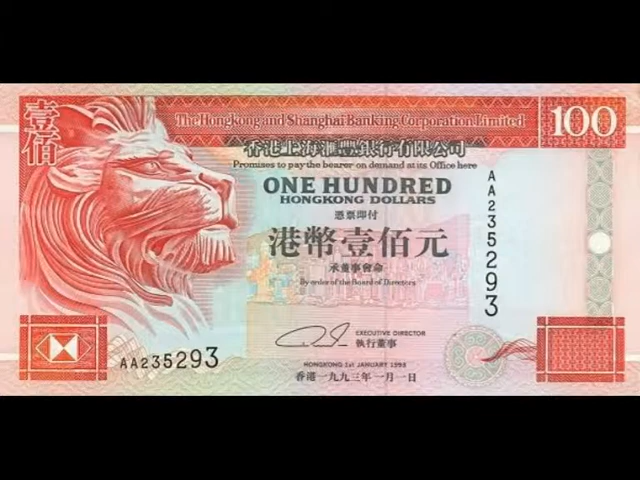 壹佰
The Hongkong and Shanghai Banking Corporation Limited
100
香港上海滙豐銀行有限公司
Promises to pay the bearer on demand at its Office here
ONE HUNDRED
HONGKONG DOLLARS
憑票即付
港幣壹佰元
承董事會命
By order of the Board of Directors
AA235293
EXECUTIVE DIRECTOR
執行董事
AA235293
HONGKONG 1st JANUARY 1993
香港一九九三年一月一日